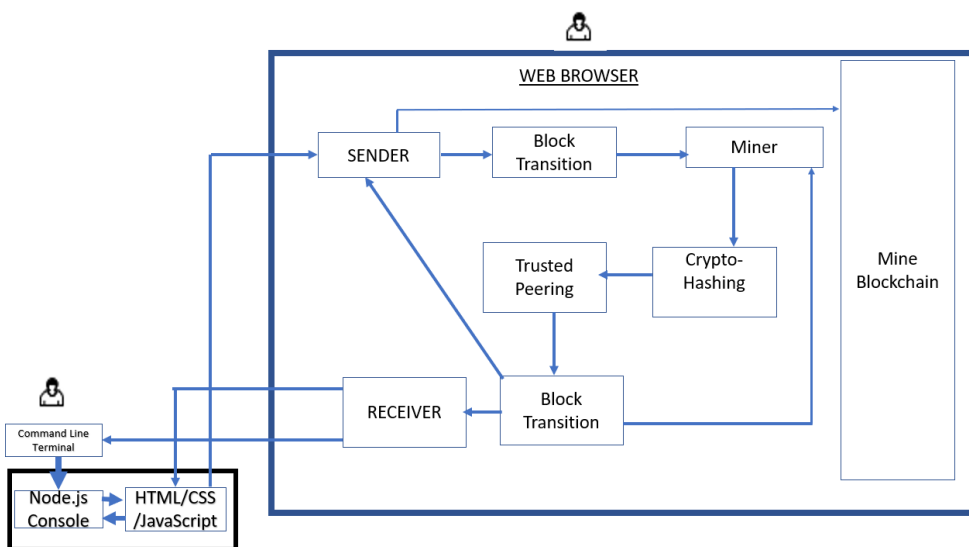 WEB BROWSER
SENDER
Block
Transition
Miner
Mine
Blockchain
Trusted
Peering
Crypto-
Hashing
RECEIVER
Block
Transition
Command Line
Terminal
Node.js
Console
HTML/CSS
/JavaScript